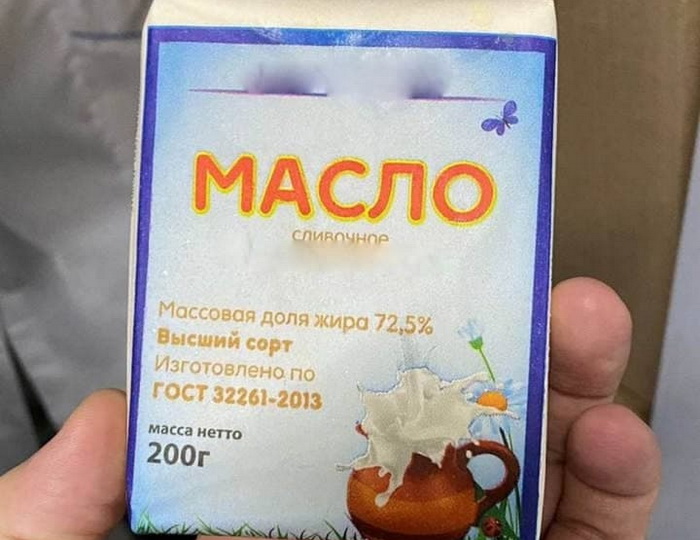 МАСЛО
сливочное
Массовая доля жира 72,5%
Высший сорт
Изготовлено по
ГОСТ 32261-2013
масса нетто
200г